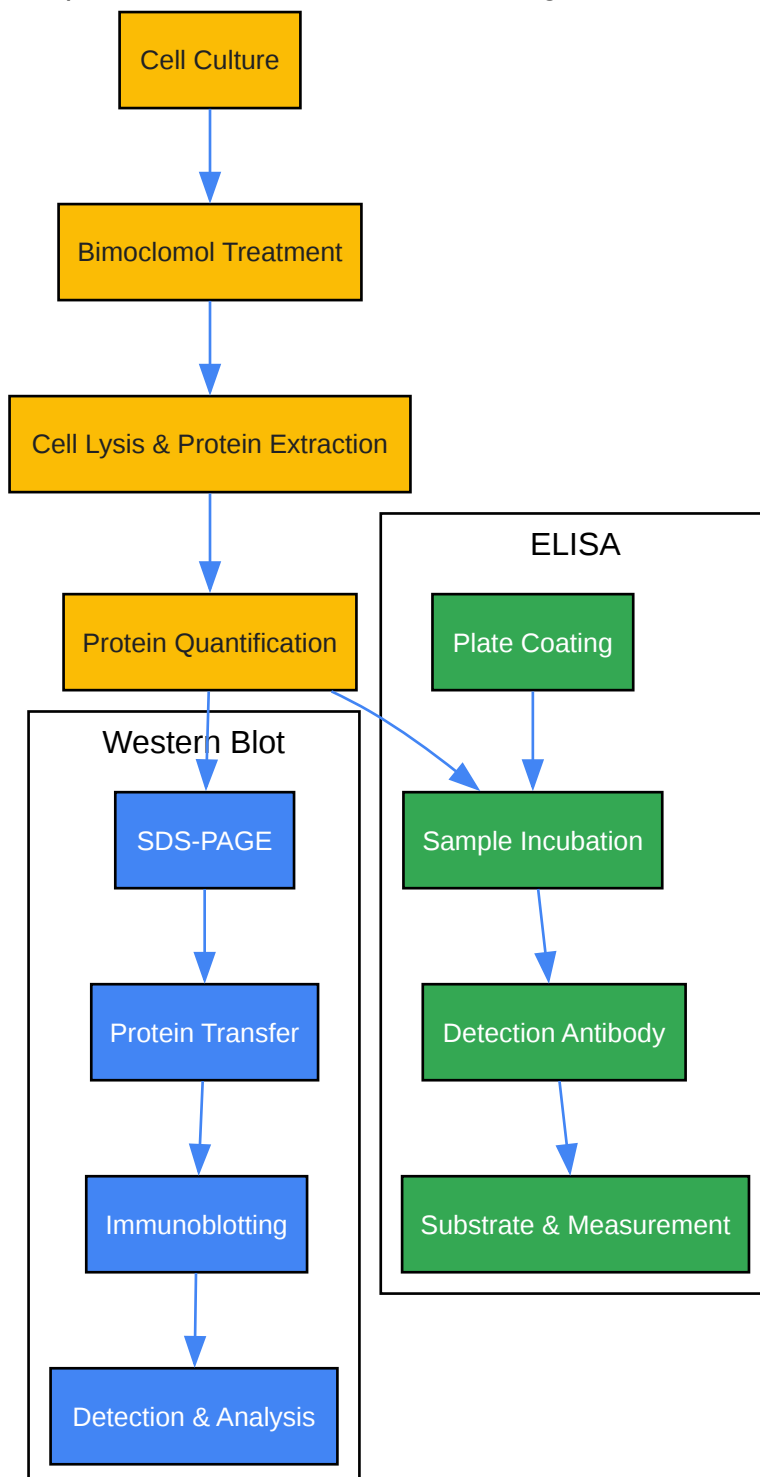 Cell Culture
Bimoclomol Treatment
Cell Lysis & Protein Extraction
Protein Quantification
Western Blot
SDS-PAGE
Protein Transfer
Immunoblotting
Detection & Analysis
ELISA
Plate Coating
Sample Incubation
Detection Antibody
Substrate & Measurement